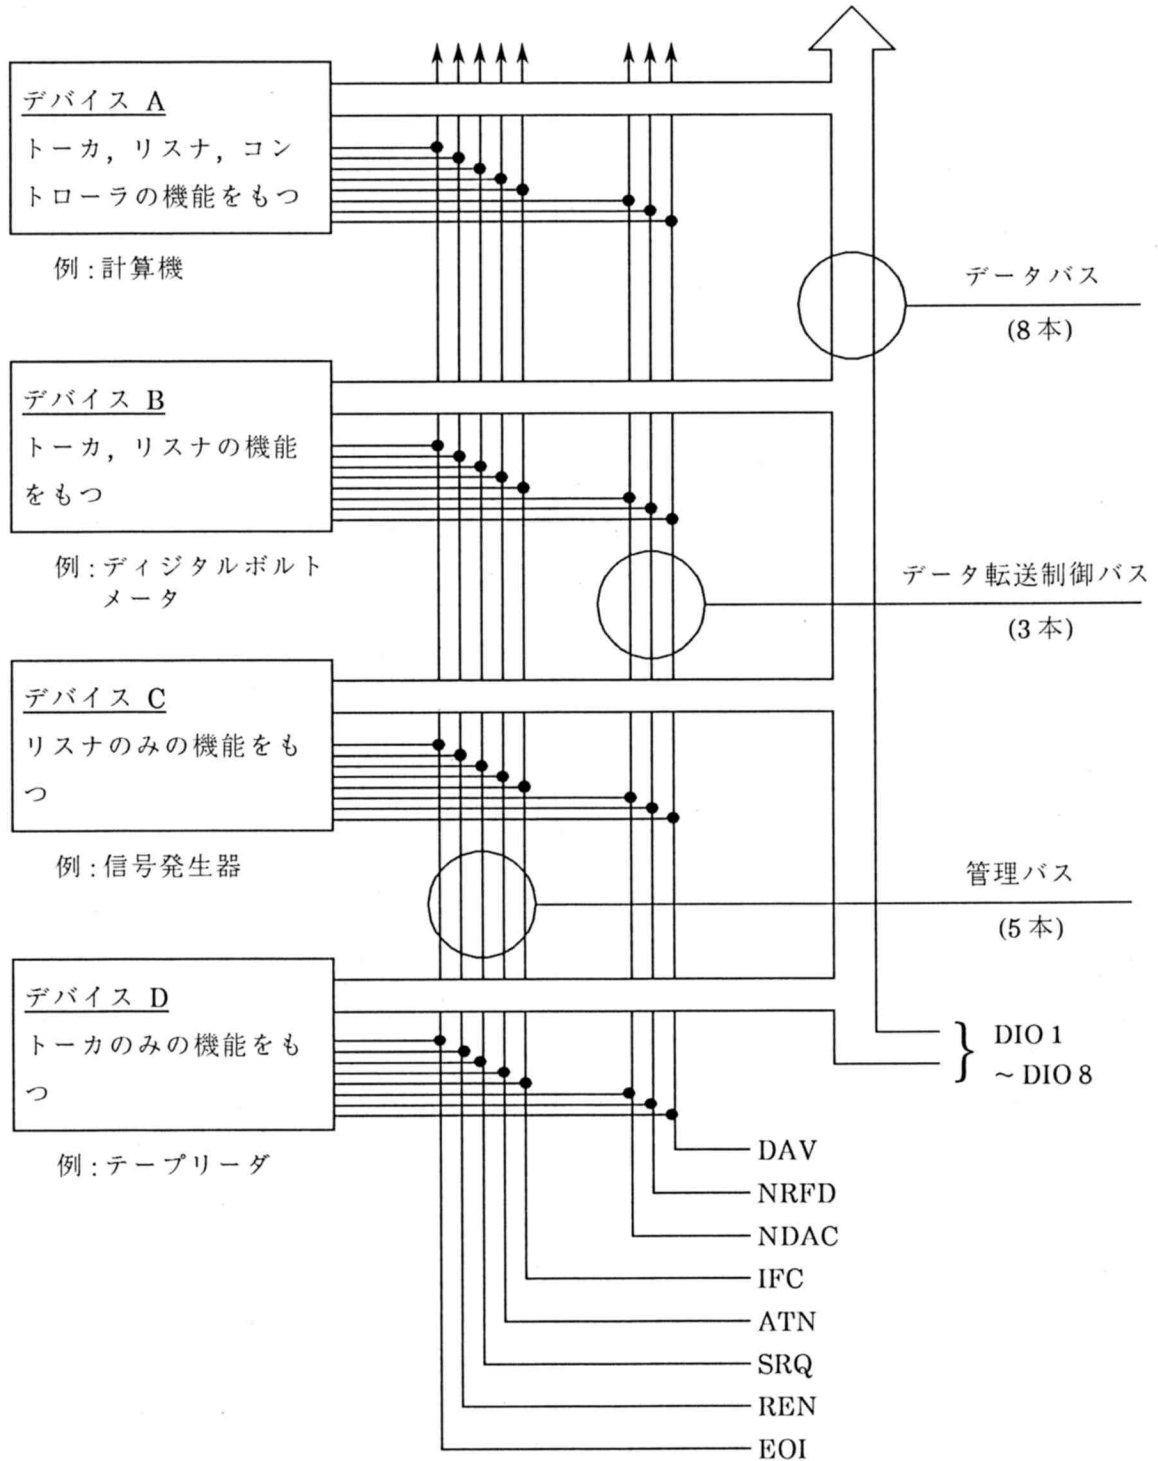 デバイス A
トーカ，リスナ，コン
トローラの機能をもつ
例：計算機
データバス
(8本)
デバイス B
トーカ，リスナの機能
をもつ
例：ディジタルボルト
メータ
データ転送制御バス
(3本)
デバイス C
リスナのみの機能をも
つ
例：信号発生器
管理バス
(5本)
デバイス D
トーカのみの機能をも
つ
例：テープリーダ
DIO 1
～ DIO 8
DAV
NRFD
NDAC
IFC
ATN
SRQ
REN
EOI